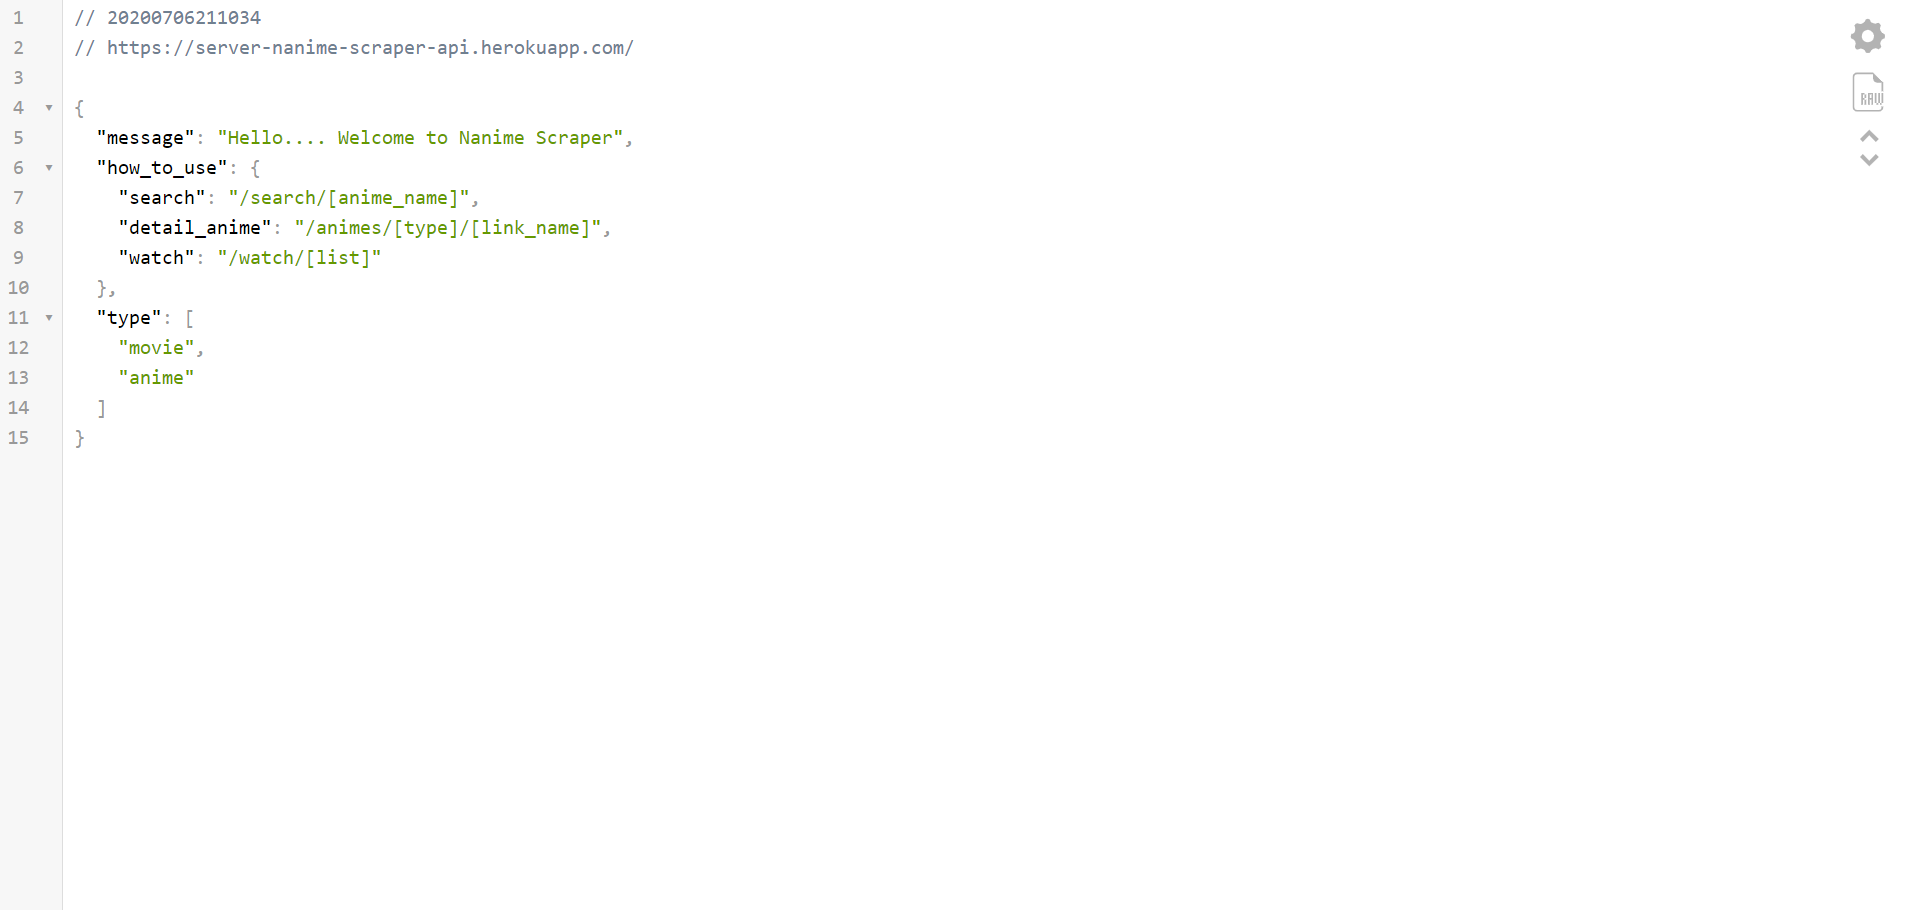 1 // 20200706211034
2 // https://server-nanime-scraper-api.herokuapp.com/
3
4 {
5 "message": "Hello.... Welcome to Nanime Scraper",
6 "how_to_use": {
7 "search": "/search/[anime_name]",
8 "detail_anime": "/animes/[type]/[link_name]",
9 "watch": "/watch/[list]"
10 },
11 "type": [
12 "movie",
13 "anime"
14 ]
15 }
RAW